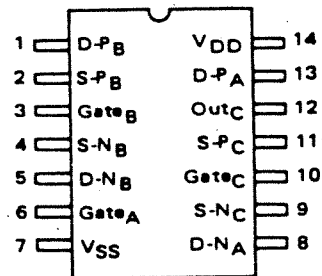 1 D-PB VDD 14
2 S-PB D-PA 13
3 GateB OutC 12
4 S-NB S-PC 11
5 D-NB GateC 10
6 GateA S-NC 9
7 VSS D-NA 8